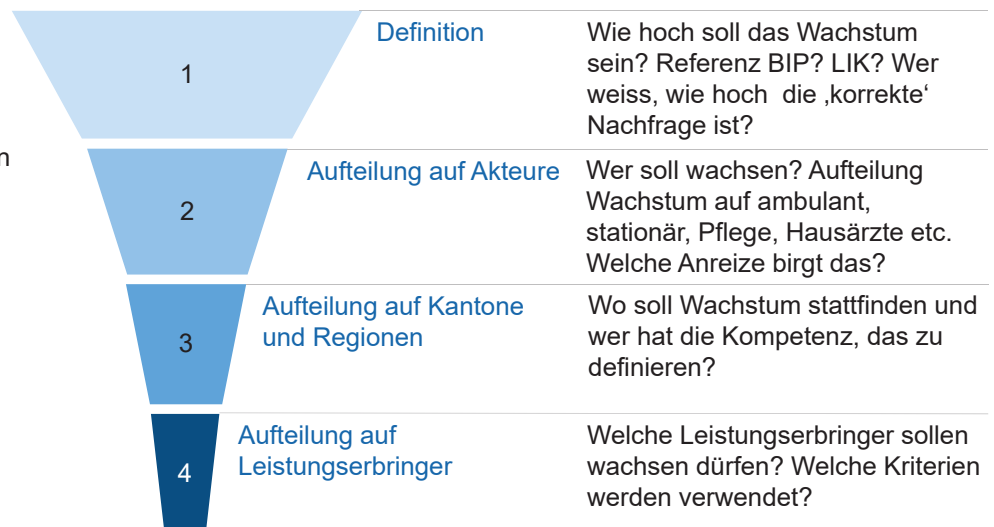 1
Definition
Wie hoch soll das Wachstum
sein? Referenz BIP? LIK? Wer
weiss, wie hoch die ‚korrekte‘
Nachfrage ist?
n
2
Aufteilung auf Akteure
Wer soll wachsen? Aufteilung
Wachstum auf ambulant,
stationär, Pflege, Hausärzte etc.
Welche Anreize birgt das?
3
Aufteilung auf Kantone
und Regionen
Wo soll Wachstum stattfinden und
wer hat die Kompetenz, das zu
definieren?
4
Aufteilung auf
Leistungserbringer
Welche Leistungserbringer sollen
wachsen dürfen? Welche Kriterien
werden verwendet?